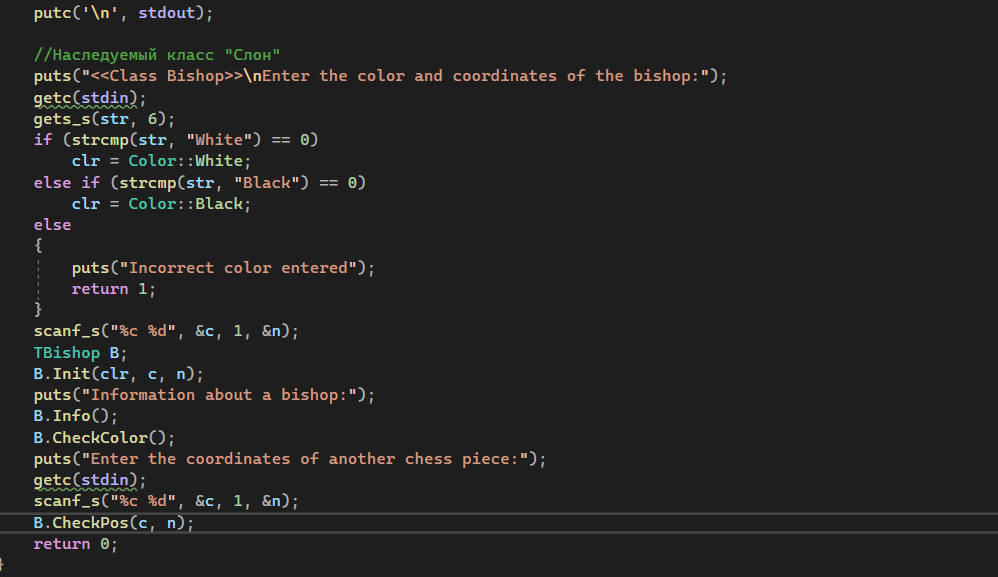 putc('\n', stdout);
//Наследуемый класс "Слон"
puts("<<Class Bishop>>\nEnter the color and coordinates of the bishop:");
getc(stdin);
gets_s(str, 6);
if (strcmp(str, "White") == 0)
clr = Color::White;
else if (strcmp(str, "Black") == 0)
clr = Color::Black;
else
{
puts("Incorrect color entered");
return 1;
}
scanf_s("%c %d", &c, 1, &n);
TBishop B;
B.Init(clr, c, n);
puts("Information about a bishop:");
B.Info();
B.CheckColor();
puts("Enter the coordinates of another chess piece:");
getc(stdin);
scanf_s("%c %d", &c, 1, &n);
B.CheckPos(c, n);
return 0;
}